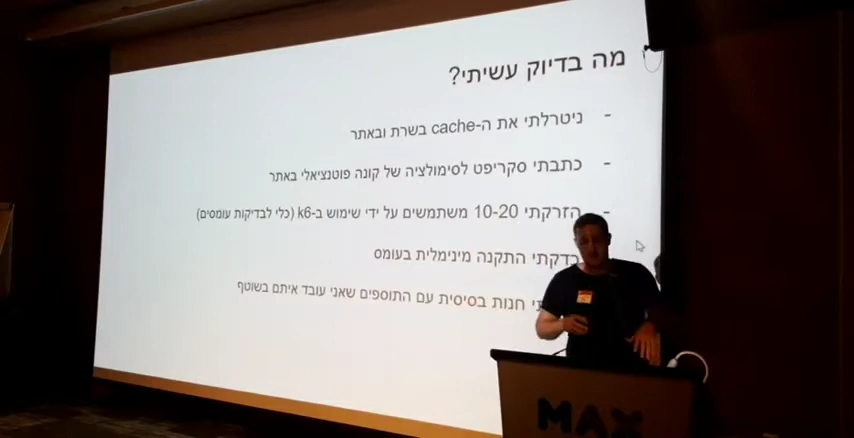 מה בדיוק עשיתי?
- ניטרלתי את ה-cache בשרת ובאתר
- כתבתי סקריפט לסימולציה של קונה פוטנציאלי באתר
- הזרקתי 10-20 משתמשים על ידי שימוש ב-k6 (כלי לבדיקות עומסים)
בדקתי התקנה מינימלית בעומס
חנות בסיסית עם התוספים שאני עובד איתם בשוטף
MAX